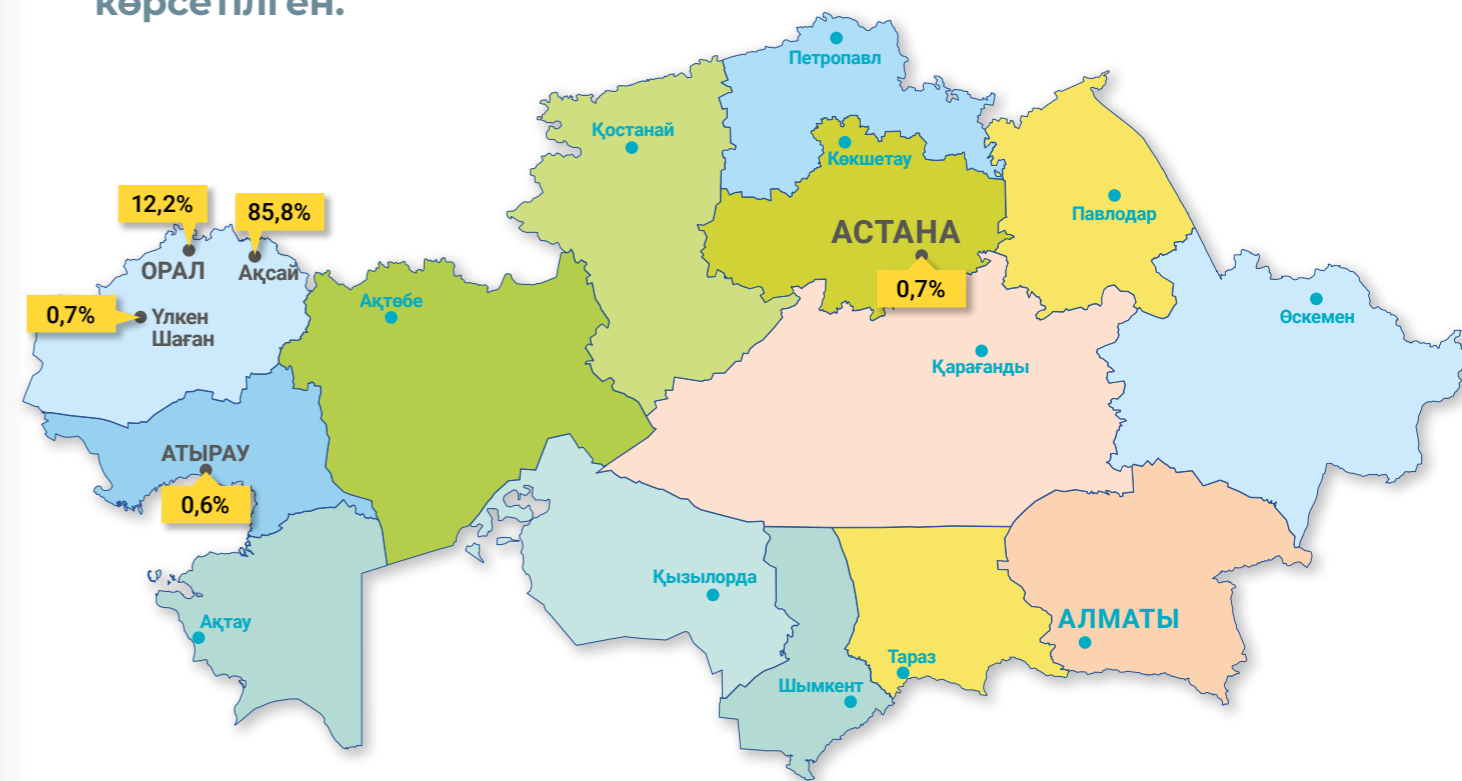 көрсетілген.
Петропавл
Қостанай
Көкшетау
Павлодар
12,2%
85,8%
АСТАНА
ОРАЛ
Ақсай
0,7%
0,7%
Үлкен
Шаған
Ақтөбе
Өскемен
Қарағанды
АТЫРАУ
0,6%
Қызылорда
Ақтау
АЛМАТЫ
Тараз
Шымкент